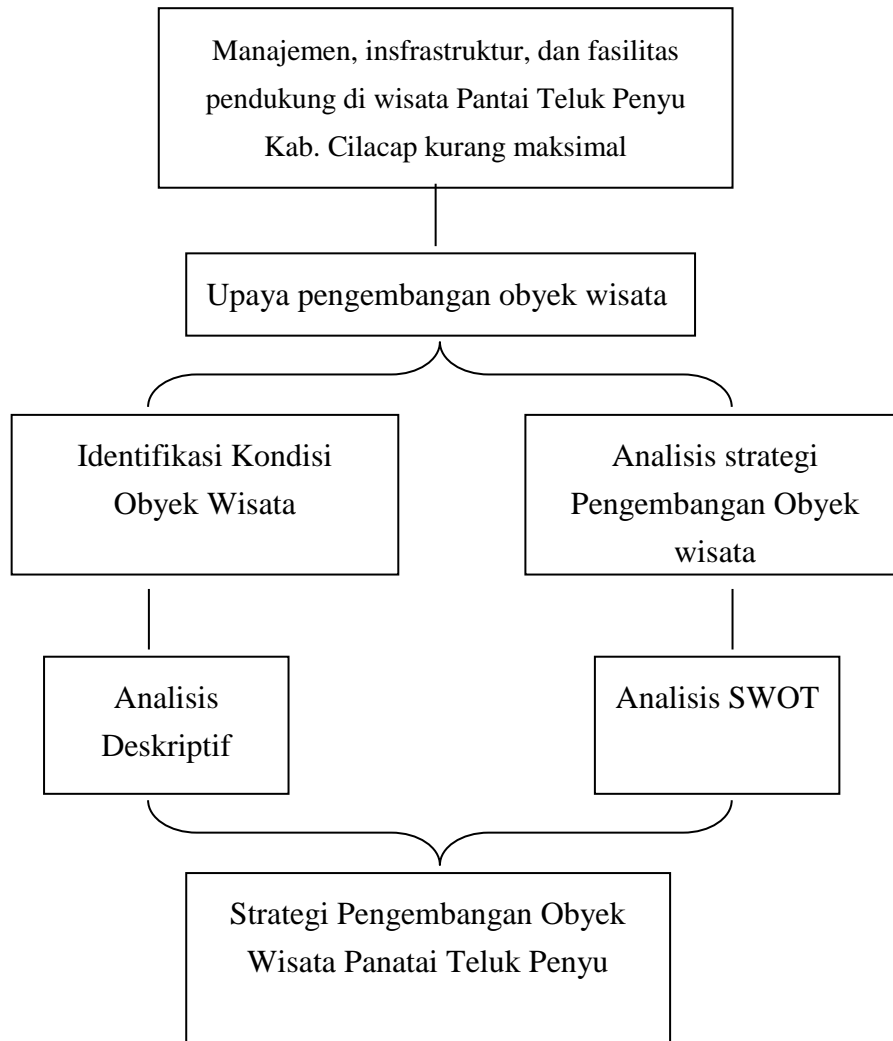 Manajemen, insfrastruktur, dan fasilitas
pendukung di wisata Pantai Teluk Penyu
Kab. Cilacap kurang maksimal
Upaya pengembangan obyek wisata
Identifikasi Kondisi
Obyek Wisata
Analisis strategi
Pengembangan Obyek
wisata
Analisis
Deskriptif
Analisis SWOT
Strategi Pengembangan Obyek
Wisata Panatai Teluk Penyu